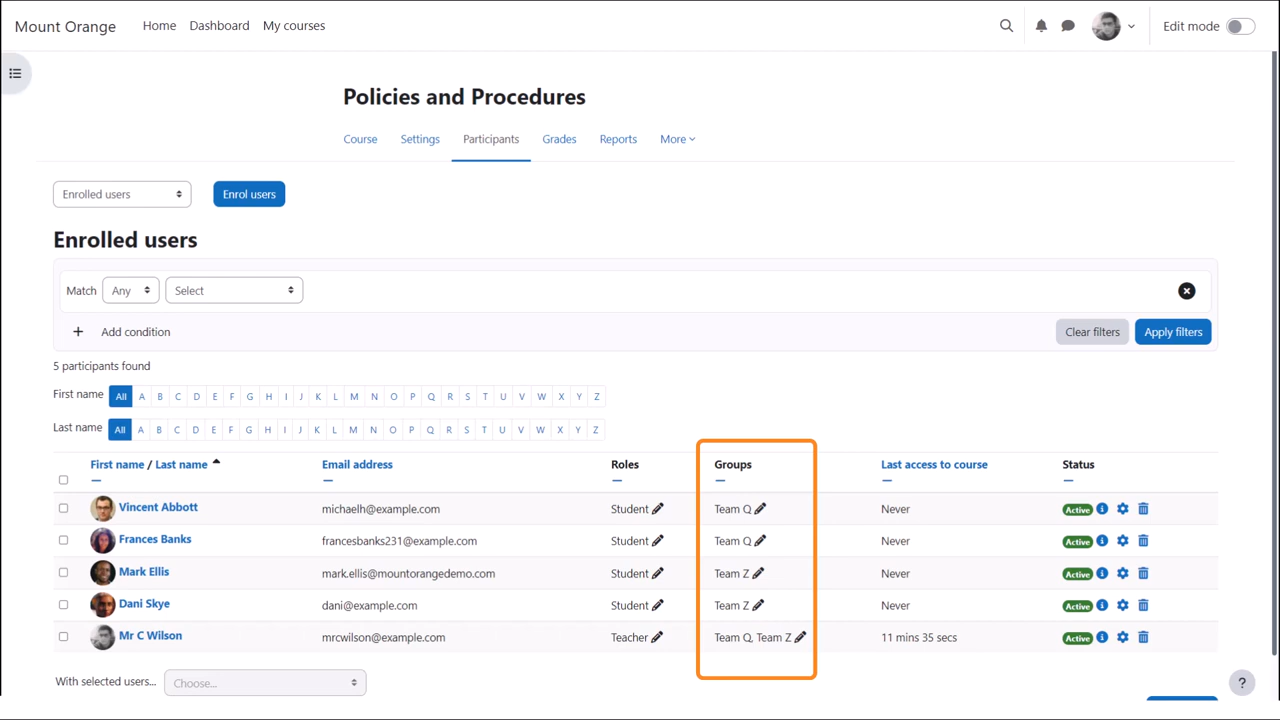 Mount Orange Home Dashboard My courses Edit mode
Policies and Procedures
Course Settings Participants Grades Reports More
Enrolled users Enrol users
Enrolled users
Match Any Select
+ Add condition Clear filters Apply filters
5 participants found
First name All A B C D E F G H I J K L M N O P Q R S T U V W X Y Z
Last name All A B C D E F G H I J K L M N O P Q R S T U V W X Y Z
First name / Last name Email address Roles Groups Last access to course Status
Vincent Abbott michaelh@example.com Student Team Q Never Active
Frances Banks francesbanks231@example.com Student Team Q Never Active
Mark Ellis mark.ellis@mountorangedemo.com Student Team Z Never Active
Dani Skye dani@example.com Student Team Z Never Active
Mr C Wilson mrcwilson@example.com Teacher Team Q, Team Z 11 mins 35 secs Active
With selected users... Choose... ?